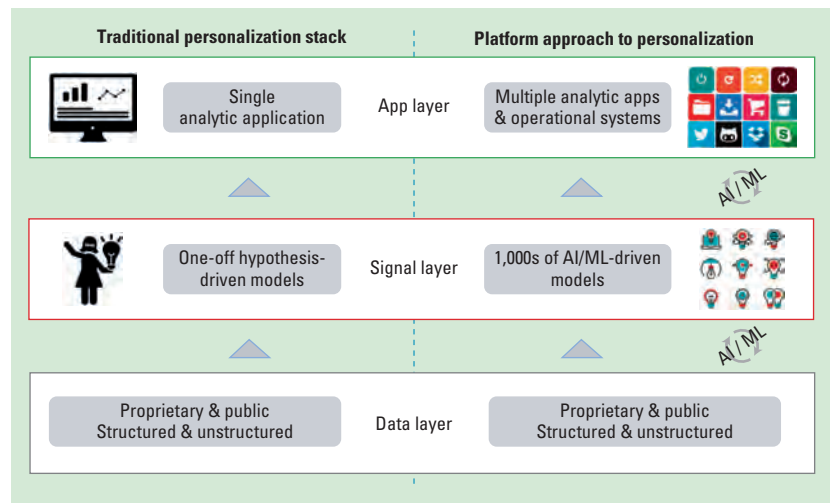 Traditional personalization stack
Platform approach to personalization
Single
analytic application
App layer
Multiple analytic apps
& operational systems
AI / ML
One-off hypothesis-
driven models
Signal layer
1,000s of AI/ML-driven
models
AI / ML
Proprietary & public
Structured & unstructured
Data layer
Proprietary & public
Structured & unstructured